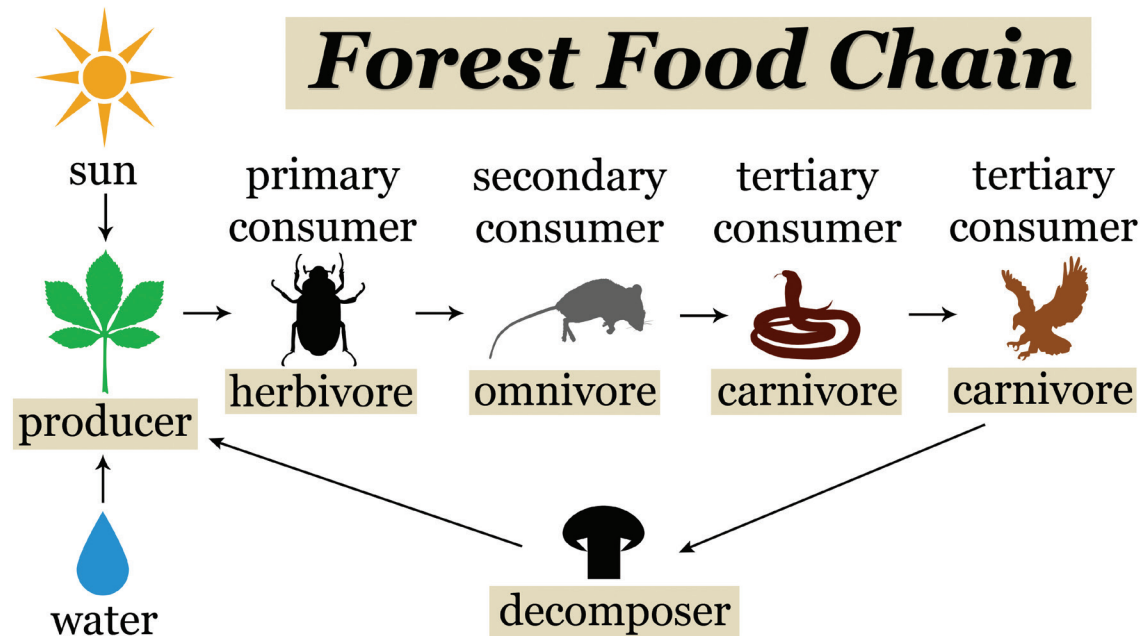 Forest Food Chain
sun
primary
consumer
secondary
consumer
tertiary
consumer
tertiary
consumer
herbivore
omnivore
carnivore
carnivore
producer
water
decomposer